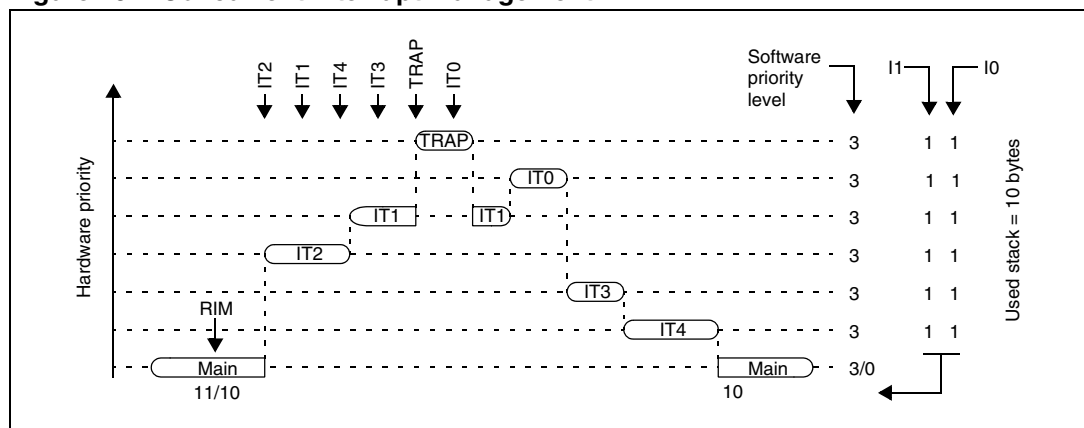 IT2
IT1
IT4
IT3
TRAP
IT0
Software
priority
level
I1
I0
Hardware priority
TRAP
3
1 1
IT0
3
1 1
IT1
IT1
3
1 1
IT2
3
1 1
IT3
3
1 1
RIM
IT4
3
1 1
Main
Main
3/0
11/10
10
Used stack = 10 bytes